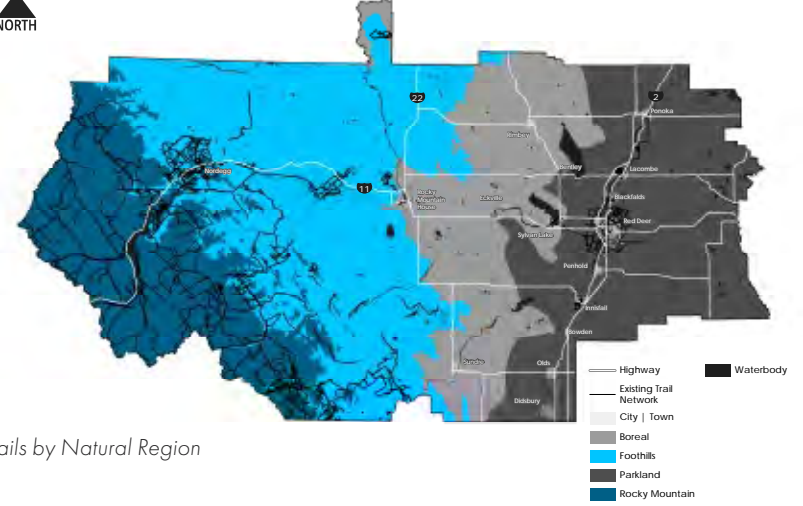 NORTH
22
2
Ponoka
Rimbey
Bentley
Nordegg
Lacombe
11
Rocky
Mountain
House
Eckville
Blackfalds
Red Deer
Sylvan Lake
Penhold
Innisfail
Bowden
Sundre
Olds
Didsbury
Highway
Waterbody
Existing Trail
Network
City | Town
Boreal
Foothills
Parkland
Rocky Mountain
ails by Natural Region